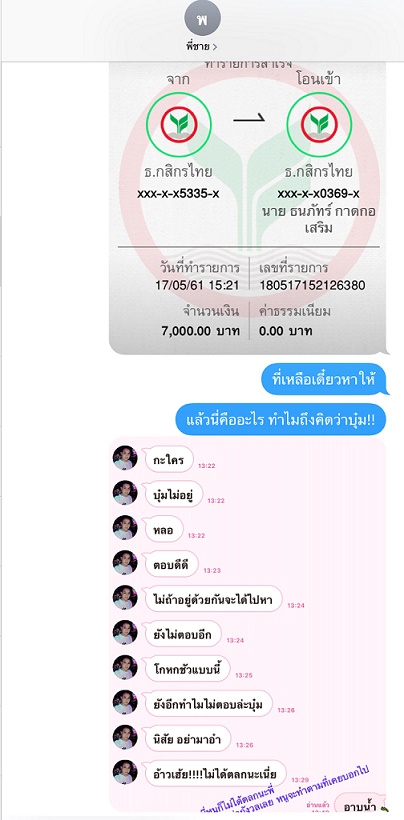 พ
พี่ชาย >
ทำรายการสำเร็จ
จาก
โอนเข้า
ธ.กสิกรไทย
ธ.กสิกรไทย
xxx-x-x5335-x
xxx-x-x0369-x
นาย ธนภัทร์ กาดกอ
เสริม
วันที่ทำรายการ
เลขที่รายการ
17/05/61 15:21
180517152126380
จำนวนเงิน
ค่าธรรมเนียม
7,000.00 บาท
0.00 บาท
ที่เหลือเดี๋ยวหาให้
แล้วนี่คืออะไร ทำไมถึงคิดว่าบุ๋ม!!
กะใคร
13:22
บุ๋มไม่อยู่
13:22
หลอ
13:22
ตอบดีดี
13:23
ไม่ถ้าอยู่ด้วยกันจะได้ไปหา
13:24
ยังไม่ตอบอีก
13:24
โกหกชัวแบบนี้
13:25
ยังอีกทำไมไม่ตอบล่ะบุ๋ม
13:26
นิสัย อย่ามาอำ
13:26
อ้าวเฮ้ย!!!!ไม่ได้ตลกนะเนี่ย
13:29
หนูก็ไม่ได้ตลกนะพี่
กังวลเลย หนูจะทำตามที่เคยบอกไป
อ่านแล้ว
อาบน้ำ